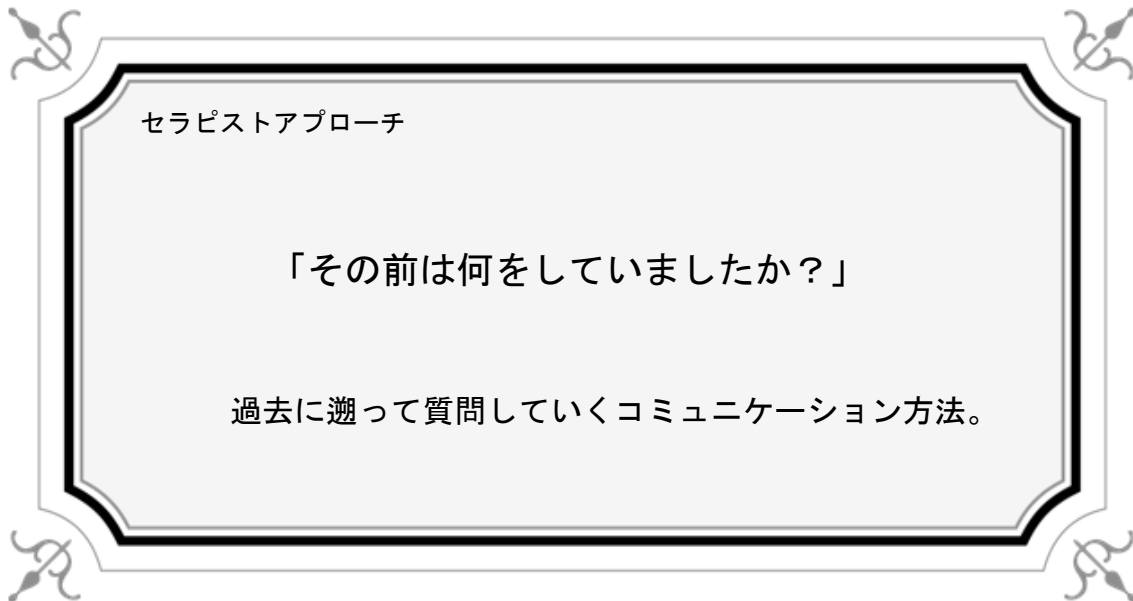 セラピストアプローチ
「その前は何をしていましたか？」
過去に遡って質問していくコミュニケーション方法。